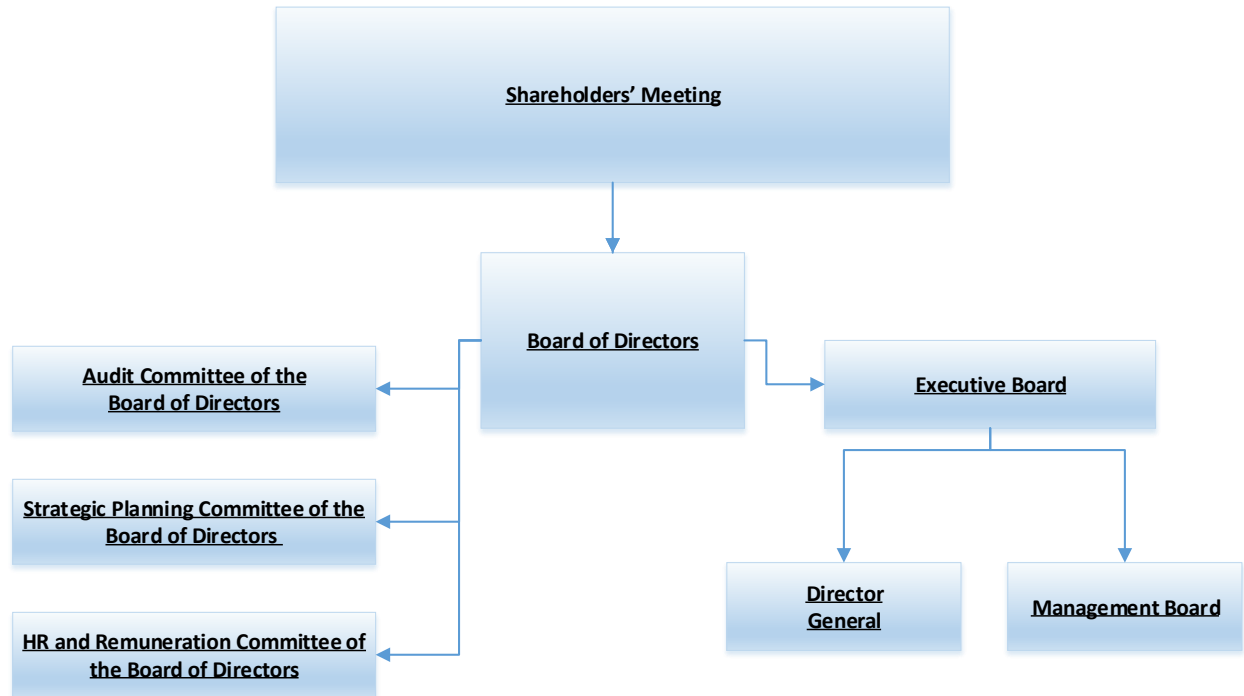 Shareholders’ Meeting
Board of Directors
Audit Committee of the
Board of Directors
Executive Board
Strategic Planning Committee of the
Board of Directors
Director
General
Management Board
HR and Remuneration Committee of
the Board of Directors